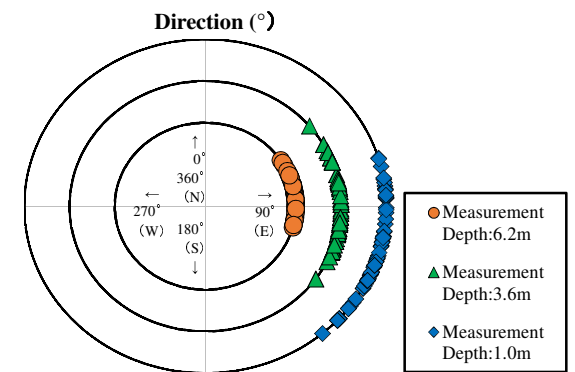 Direction (°)
↑
0°
360°
(N)
←
→
270°
(W)
180°
(S)
↓
90°
(E)
Measurement
Depth:6.2m
Measurement
Depth:3.6m
Measurement
Depth:1.0m